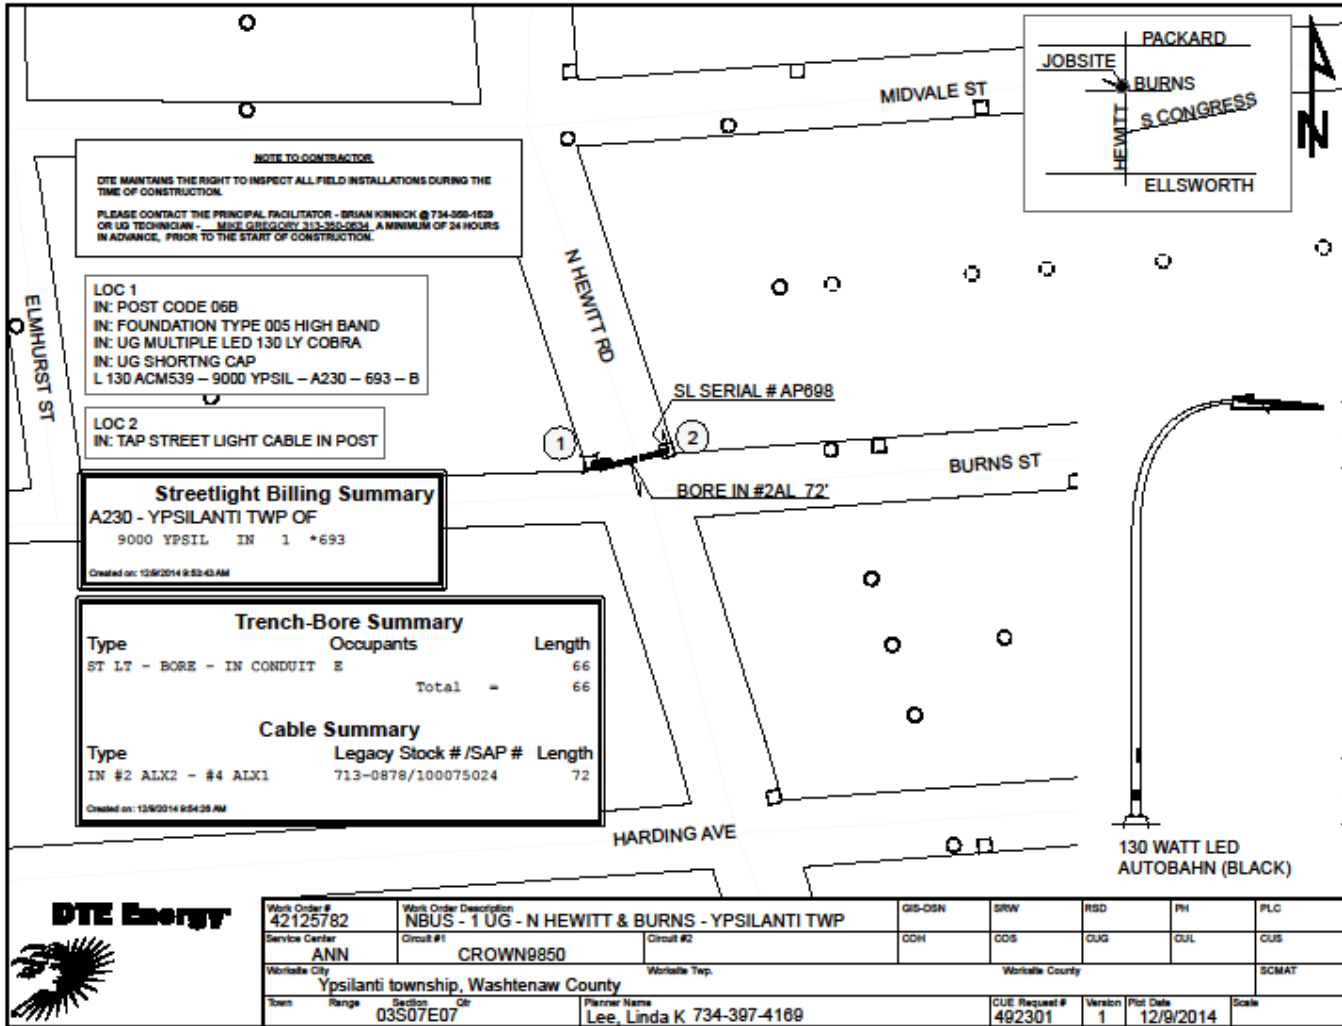 PACKARD
JOBSITE
BURNS
S CONGRESS
HEWITT
ELLSWORTH
N
MIDVALE ST
NOTE TO CONTRACTOR
DTE MAINTAINS THE RIGHT TO INSPECT ALL FIELD INSTALLATIONS DURING THE
TIME OF CONSTRUCTION.
PLEASE CONTACT THE PRINCIPAL FACILITATOR - BRIAN KINNICK @
OR UG TECHNICIAN - MIKE GREGORY A MINIMUM OF 24 HOURS
IN ADVANCE, PRIOR TO THE START OF CONSTRUCTION.
N HEWITT RD
ELMHURST ST
LOC 1
IN: POST CODE 06B
IN: FOUNDATION TYPE 005 HIGH BAND
IN: UG MULTIPLE LED 130 LY COBRA
IN: UG SHORTNG CAP
L 130 ACM539 – 9000 YPSIL – A230 – 693 – B
LOC 2
IN: TAP STREET LIGHT CABLE IN POST
SL SERIAL # AP698
1
2
BURNS ST
BORE IN #2AL 72'
Streetlight Billing Summary
A230 - YPSILANTI TWP OF
9000 YPSIL IN 1 *693
Created on: 12/9/2014 9:53:43 AM
Trench-Bore Summary
Type Occupants Length
ST LT - BORE - IN CONDUIT E 66
Total = 66
Cable Summary
Type Legacy Stock # /SAP # Length
IN #2 ALX2 - #4 ALX1 713-0878/100075024 72
Created on: 12/9/2014 9:54:26 AM
HARDING AVE
130 WATT LED
AUTOBAHN (BLACK)
DTE Energy
Work Order # Work Order Description GIS-DSN SRW RSD PH PLC
42125782 NBUS - 1 UG - N HEWITT & BURNS - YPSILANTI TWP
Service Center Circuit #1 Circuit #2 COH COS CUG CUL CUS
ANN CROWN9850
Worksite City Worksite Twp. Worksite County SCMAT
Ypsilanti township, Washtenaw County
Town Range Section Qtr Planner Name CUE Request # Version Plot Date Scale
03S07E07 Lee, Linda K 734-397-4169 492301 1 12/9/2014